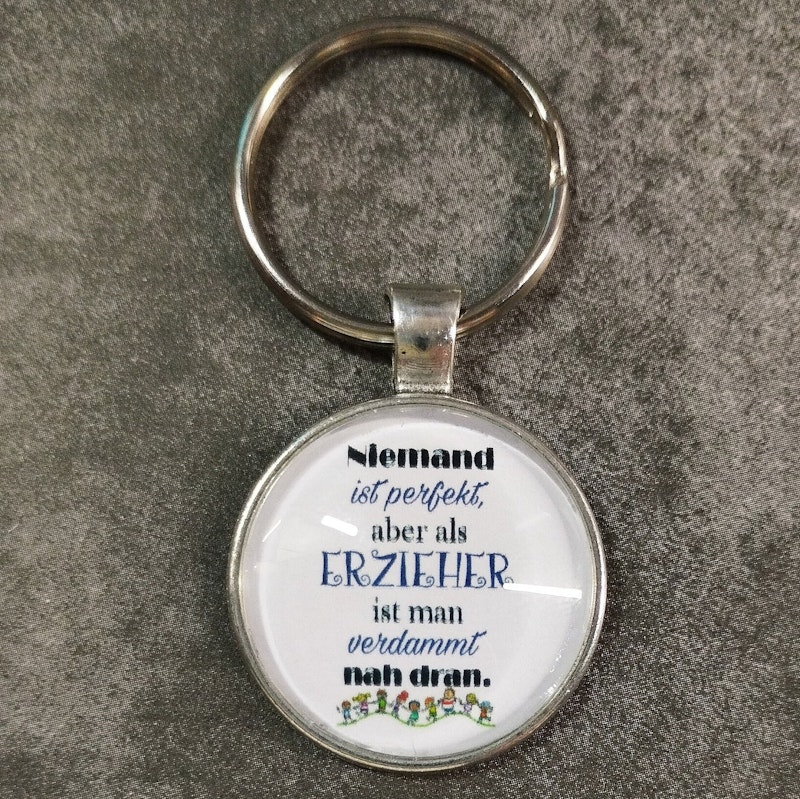 Niemand
ist perfekt,
aber als
ERZIEHER
ist man
verdammt
nah dran.